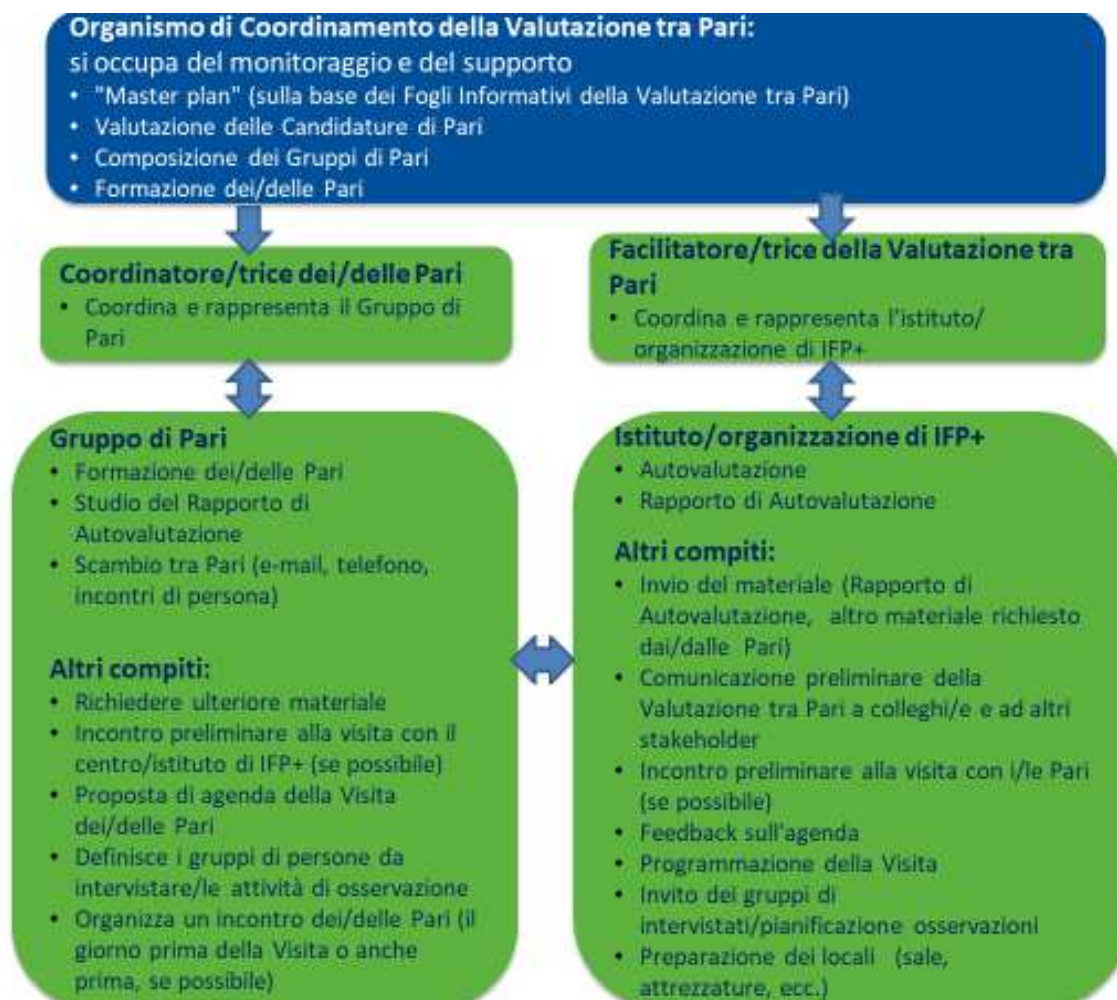 Organismo di Coordinamento della Valutazione tra Pari:
si occupa del monitoraggio e del supporto
• "Master plan" (sulla base dei Fogli Informativi della Valutazione tra Pari)
• Valutazione delle Candidature di Pari
• Composizione dei Gruppi di Pari
• Formazione dei/delle Pari
Coordinatore/trice dei/delle Pari
• Coordina e rappresenta il Gruppo di
Pari
Facilitatore/trice della Valutazione tra
Pari
• Coordina e rappresenta l'istituto/
organizzazione di IFP+
Gruppo di Pari
• Formazione dei/delle Pari
• Studio del Rapporto di
Autovalutazione
• Scambio tra Pari (e-mail, telefono,
incontri di persona)
Altri compiti:
• Richiedere ulteriore materiale
• Incontro preliminare alla visita con il
centro/istituto di IFP+ (se possibile)
• Proposta di agenda della Visita
dei/delle Pari
• Definisce i gruppi di persone da
intervistare/le attività di osservazione
• Organizza un incontro dei/delle Pari (il
giorno prima della Visita o anche
prima, se possibile)
Istituto/organizzazione di IFP+
• Autovalutazione
• Rapporto di Autovalutazione
Altri compiti:
• Invio del materiale (Rapporto di
Autovalutazione, altro materiale richiesto
dai/dalle Pari)
• Comunicazione preliminare della
Valutazione tra Pari a colleghi/e e ad altri
stakeholder
• Incontro preliminare alla visita con i/le Pari
(se possibile)
• Feedback sull'agenda
• Programmazione della Visita
• Invito dei gruppi di
intervistati/pianificazione osservazioni
• Preparazione dei locali (sale,
attrezzature, ecc.)